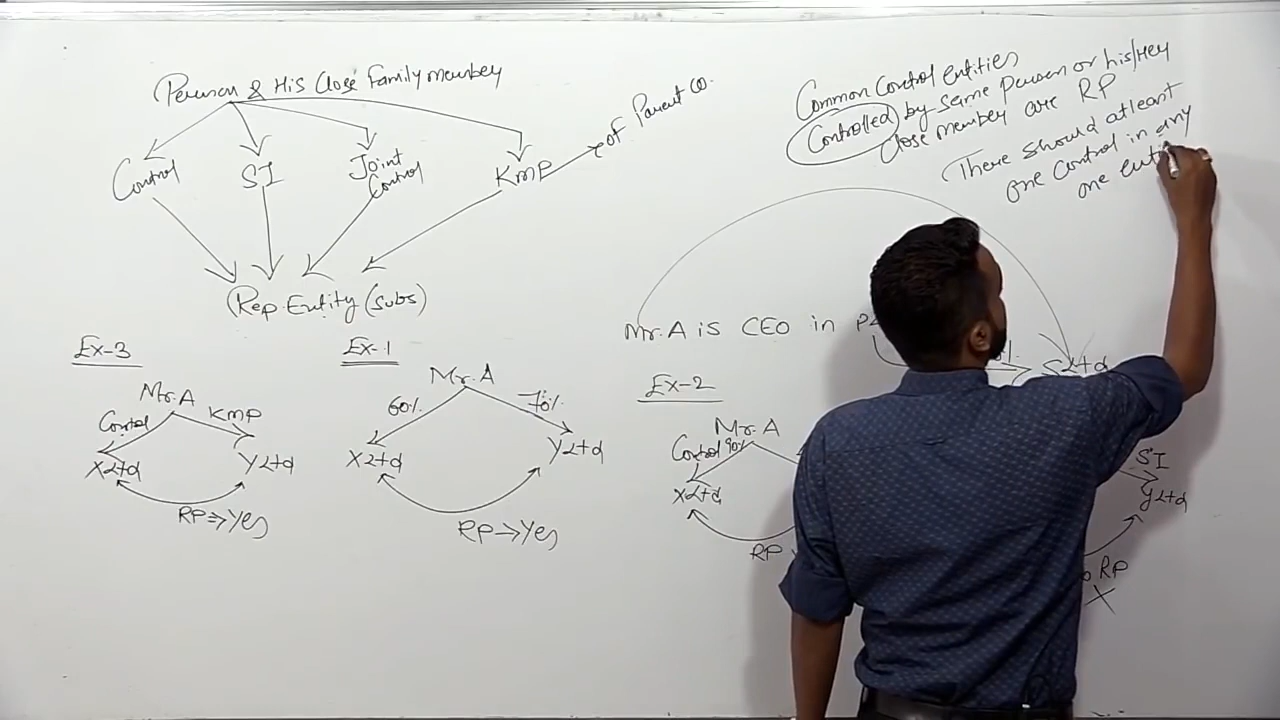 Person & His Close Family member
Control
SI
Joint
Control
KMP
of Parent Co.
Rep. Entity (Subs)
Common Control entities
Controlled by same Person or his/Her
Close member are RP
There should atleast
one Control in any
one enti
Mr. A is CEO in P
%.
S Ltd
Ex-3
Mr. A
Control
KMP
X Ltd
Y Ltd
RP ⇒ Yes
Ex-1
Mr. A
60%.
70%.
X Ltd
Y Ltd
RP → Yes
Ex-2
Mr. A
Control 90%
X Ltd
RP
SI
Y Ltd
RP
X